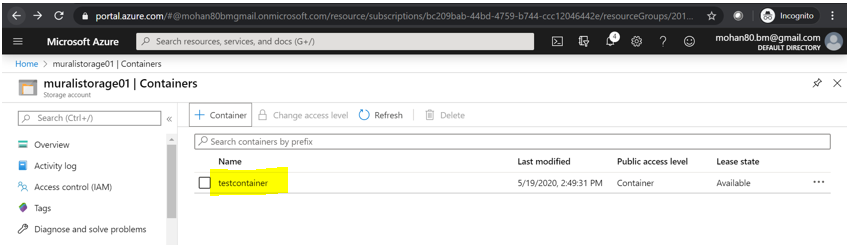 portal.azure.com/#@mohan80bmgmail.onmicrosoft.com/resource/subscriptions/bc209bab-44bd-4759-b744-ccc12046442e/resourceGroups/201...
Incognito
Microsoft Azure
Search resources, services, and docs (G+/)
4
mohan80.bm@gmail.com
DEFAULT DIRECTORY
Home > muralistorage01 | Containers
muralistorage01 | Containers
Storage account
Search (Ctrl+/)
«
+ Container
Change access level
Refresh
Delete
Search containers by prefix
Name Last modified Public access level Lease state
testcontainer 5/19/2020, 2:49:31 PM Container Available ...
Overview
Activity log
Access control (IAM)
Tags
Diagnose and solve problems